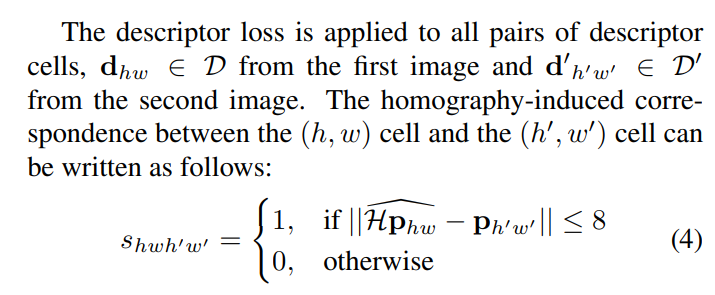 The descriptor loss is applied to all pairs of descriptor
cells, $\mathbf{d}_{hw} \in \mathcal{D}$ from the first image and $\mathbf{d}'_{h'w'} \in \mathcal{D}'$
from the second image. The homography-induced corre-
spondence between the $(h, w)$ cell and the $(h', w')$ cell can
be written as follows:
$s_{hwh'w'} = \begin{cases} 1, & \text{if } ||\widehat{\mathcal{H}\mathbf{p}_{hw}} - \mathbf{p}_{h'w'}|| \leq 8 \\ 0, & \text{otherwise} \end{cases}$ (4)